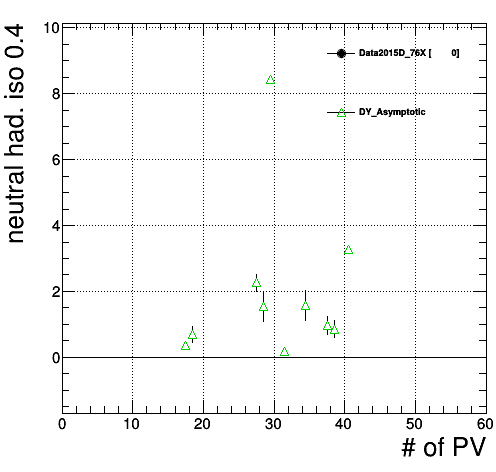 neutral had. iso 0.4
10
8
6
4
2
0
Data2015D_76X [ 0]
DY_Asymptotic
0 10 20 30 40 50 60
# of PV